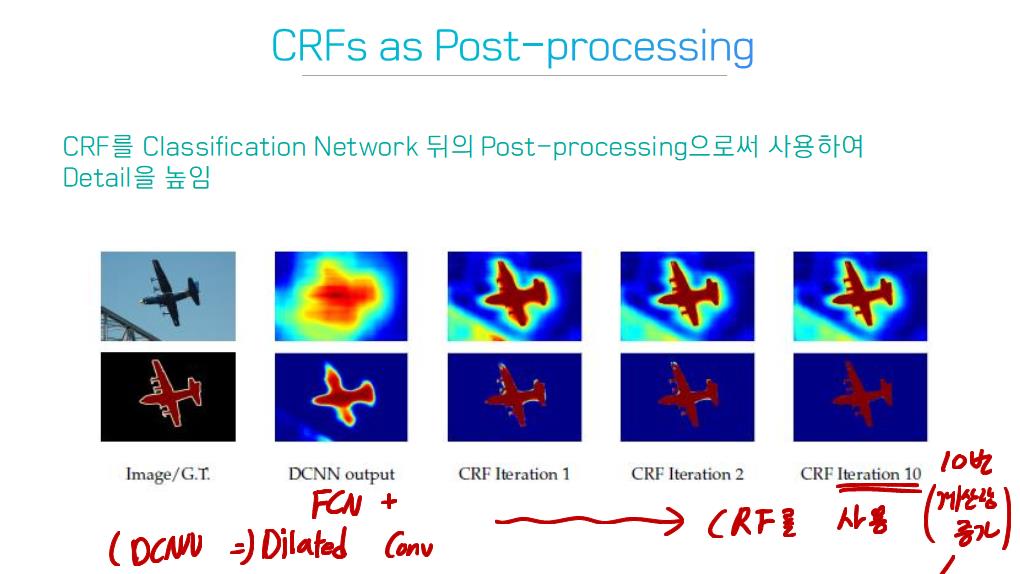 CRFs as Post-processing
CRF를 Classification Network 뒤의 Post-processing으로써 사용하여
Detail을 높임
Image/G.T. DCNN output CRF Iteration 1 CRF Iteration 2 CRF Iteration 10
10번
FCN +
(계산량
증가)
CRF를 사용
(DCNN ⇒) Dilated Conv